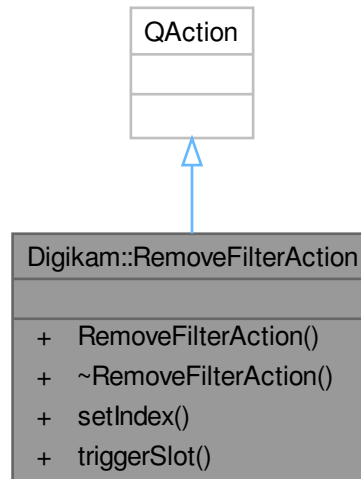 QAction
Digikam::RemoveFilterAction
+ RemoveFilterAction()
+ ~RemoveFilterAction()
+ setIndex()
+ triggerSlot()